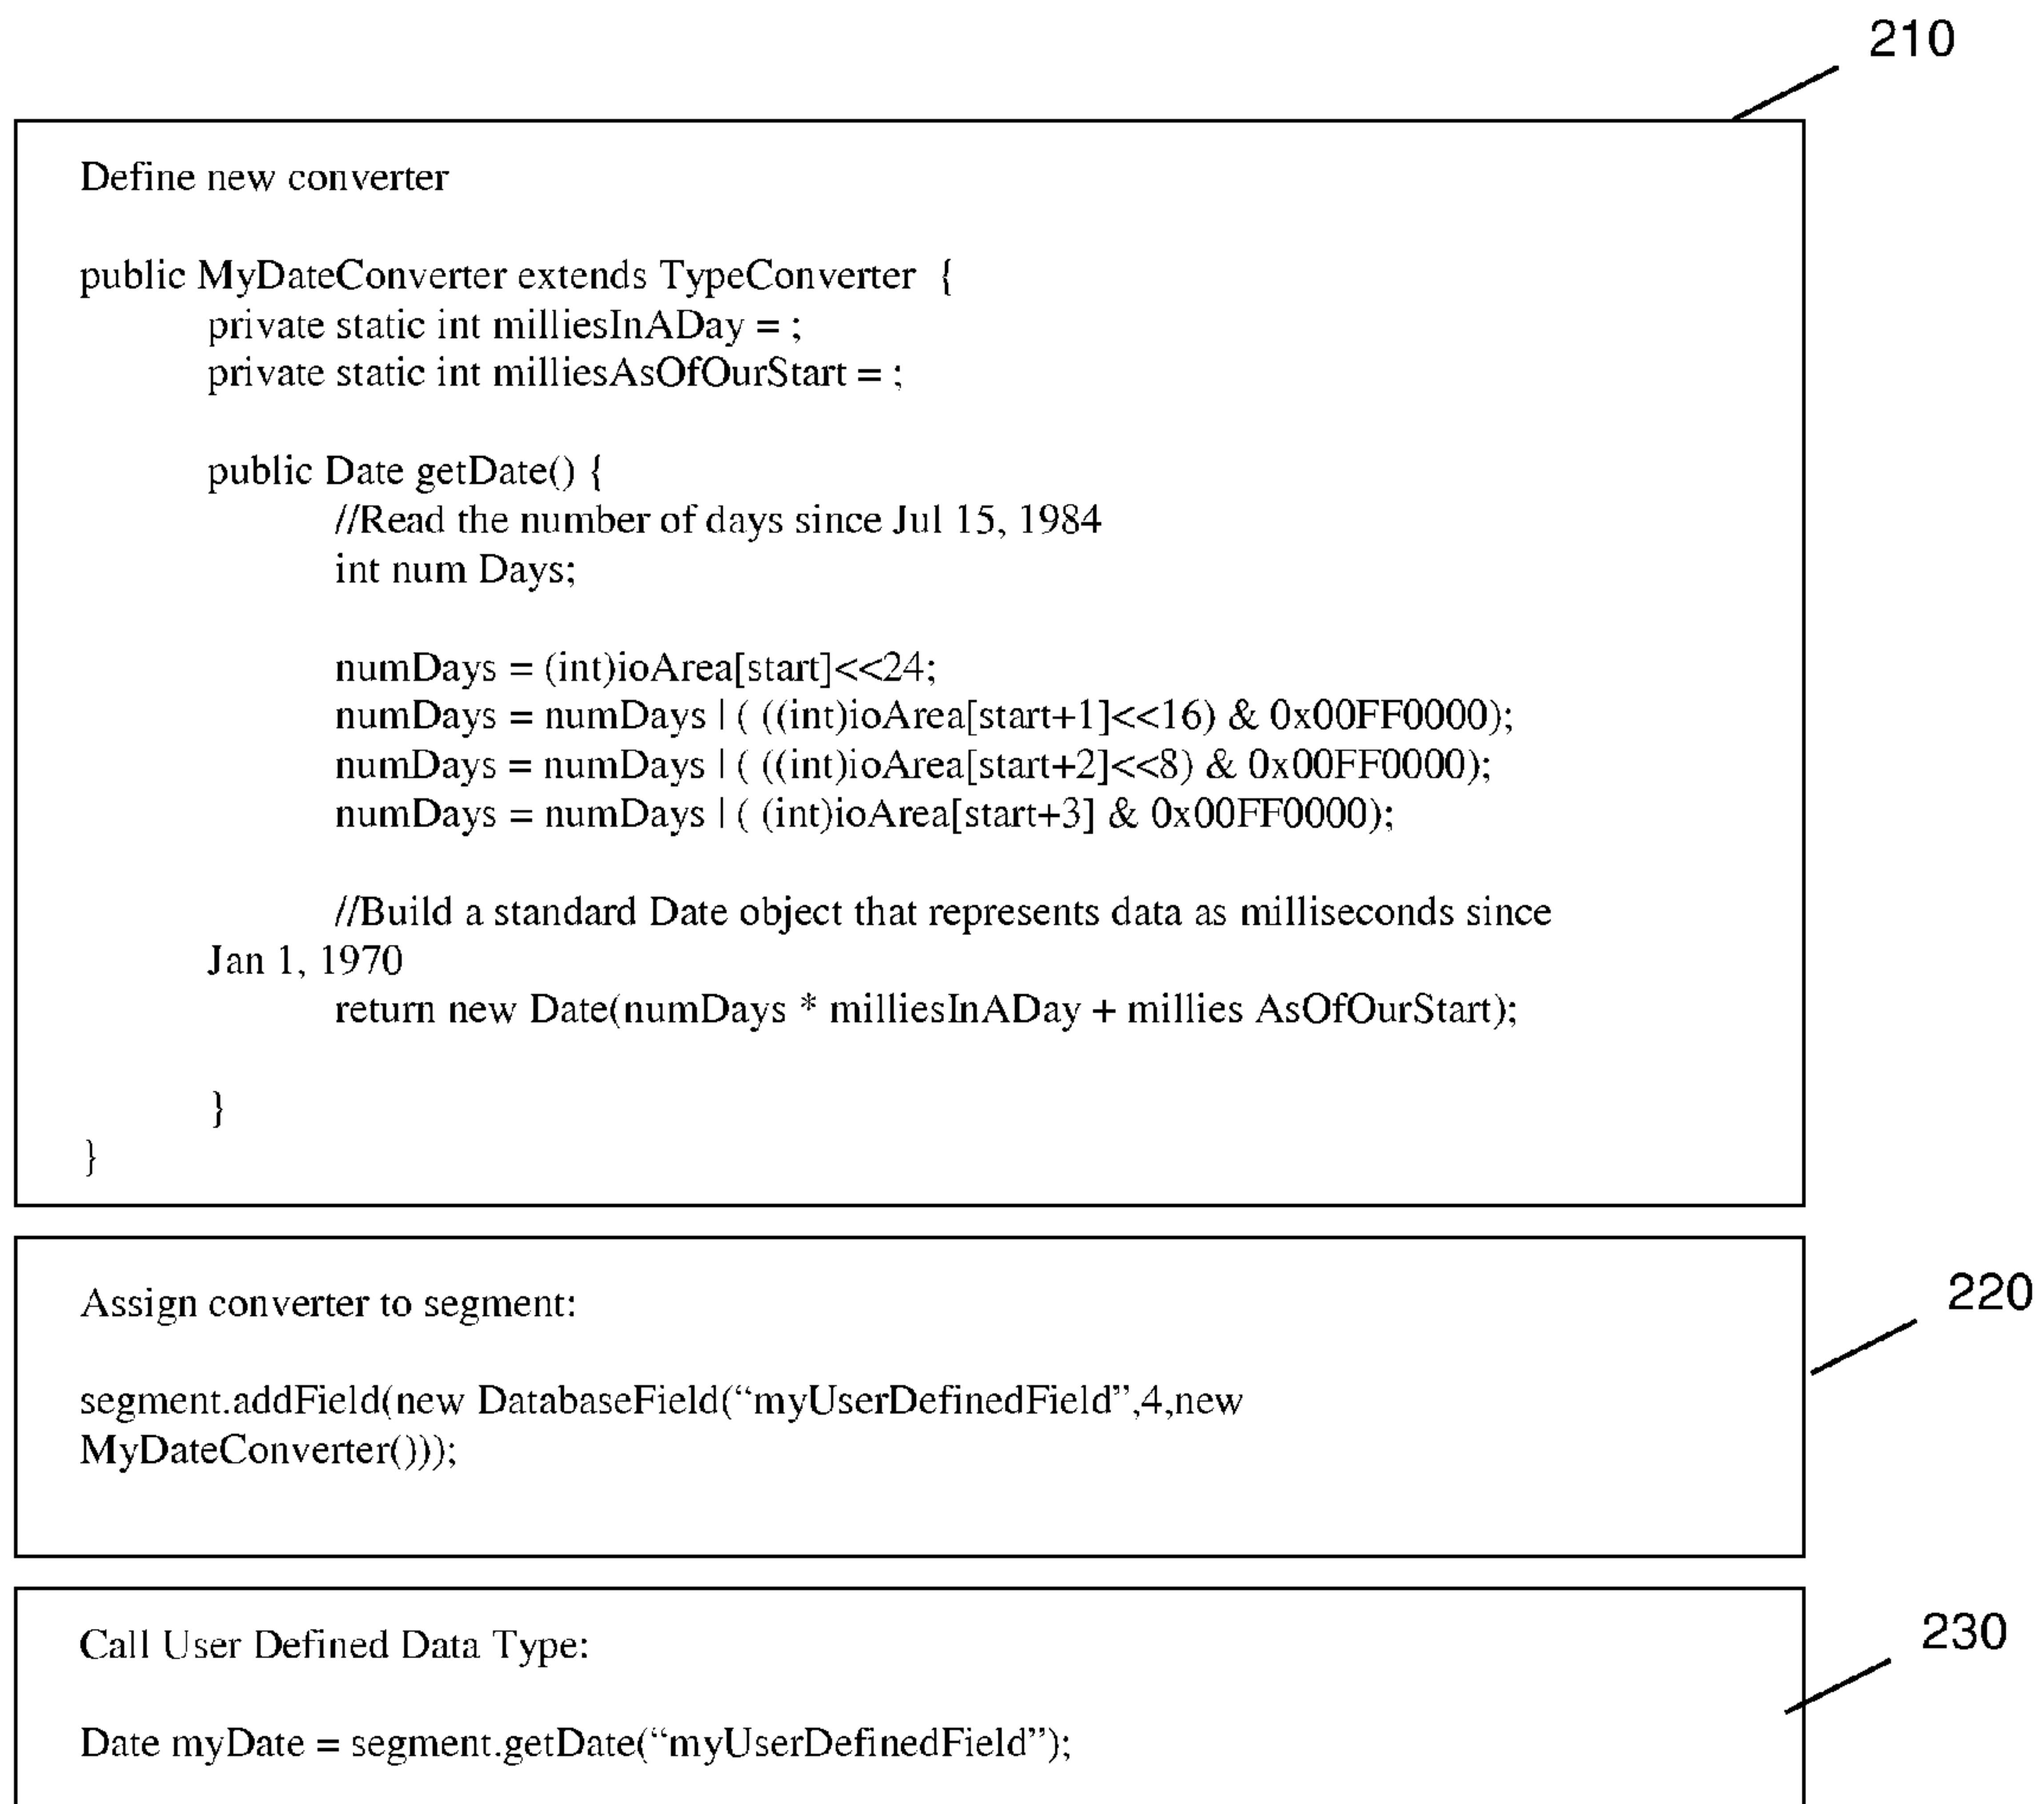 210
Define new converter
public MyDateConverter extends TypeConverter {
private static int milliesInADay = ;
private static int milliesAsOfOurStart = ;
public Date getDate() {
//Read the number of days since Jul 15, 1984
int num Days;
numDays = (int)ioArea[start]<<24;
numDays = numDays | ( ((int)ioArea[start+1]<<16) & 0x00FF0000);
numDays = numDays | ( ((int)ioArea[start+2]<<8) & 0x00FF0000);
numDays = numDays | ( (int)ioArea[start+3] & 0x00FF0000);
//Build a standard Date object that represents data as milliseconds since
Jan 1, 1970
return new Date(numDays * milliesInADay + millies AsOfOurStart);
}
}
220
Assign converter to segment:
segment.addField(new DatabaseField(“myUserDefinedField”,4,new
MyDateConverter()));
230
Call User Defined Data Type:
Date myDate = segment.getDate(“myUserDefinedField”);